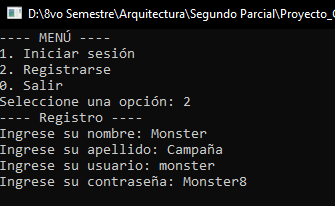 D:\8vo Semestre\Arquitectura\Segundo Parcial\Proyecto_
---- MENÚ ----
1. Iniciar sesión
2. Registrarse
0. Salir
Seleccione una opción: 2
---- Registro ----
Ingrese su nombre: Monster
Ingrese su apellido: Campaña
Ingrese su usuario: monster
Ingrese su contraseña: Monster8